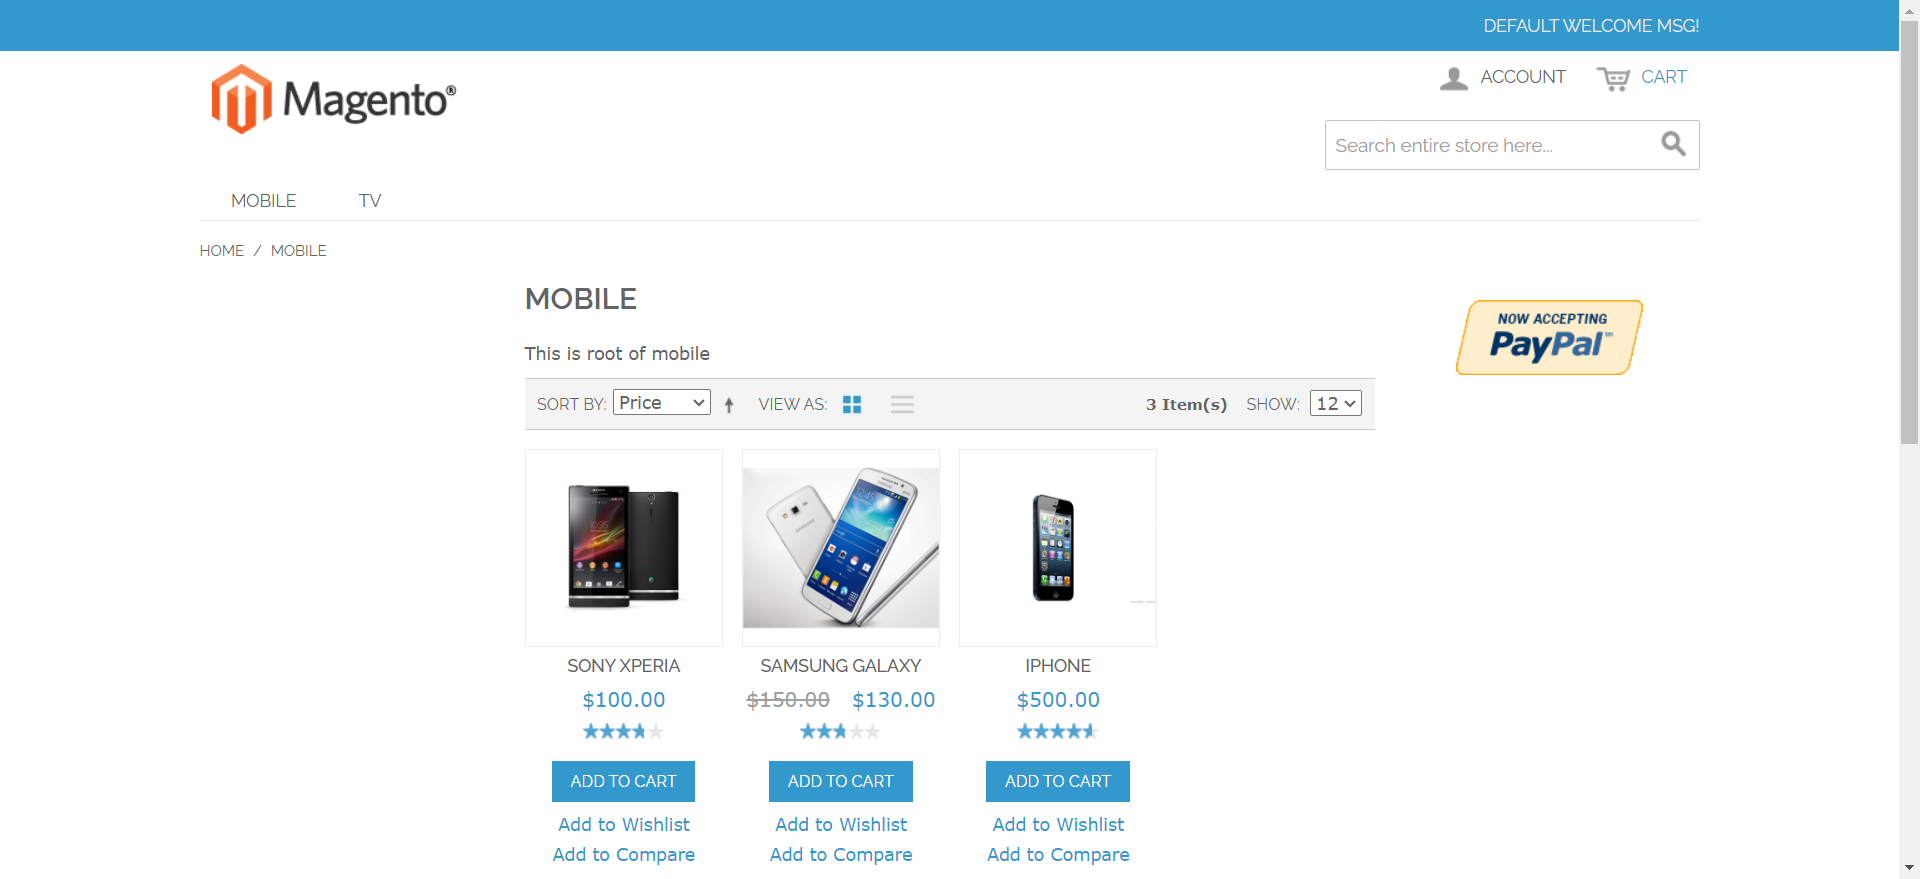 DEFAULT WELCOME MSG!
Magento®
ACCOUNT CART
Search entire store here...
MOBILE TV
HOME / MOBILE
MOBILE
NOW ACCEPTING
PayPal™
This is root of mobile
SORT BY: Price VIEW AS: 3 Item(s) SHOW: 12
SONY XPERIA SAMSUNG GALAXY IPHONE
$100.00 $150.00 $130.00 $500.00
ADD TO CART ADD TO CART ADD TO CART
Add to Wishlist Add to Wishlist Add to Wishlist
Add to Compare Add to Compare Add to Compare